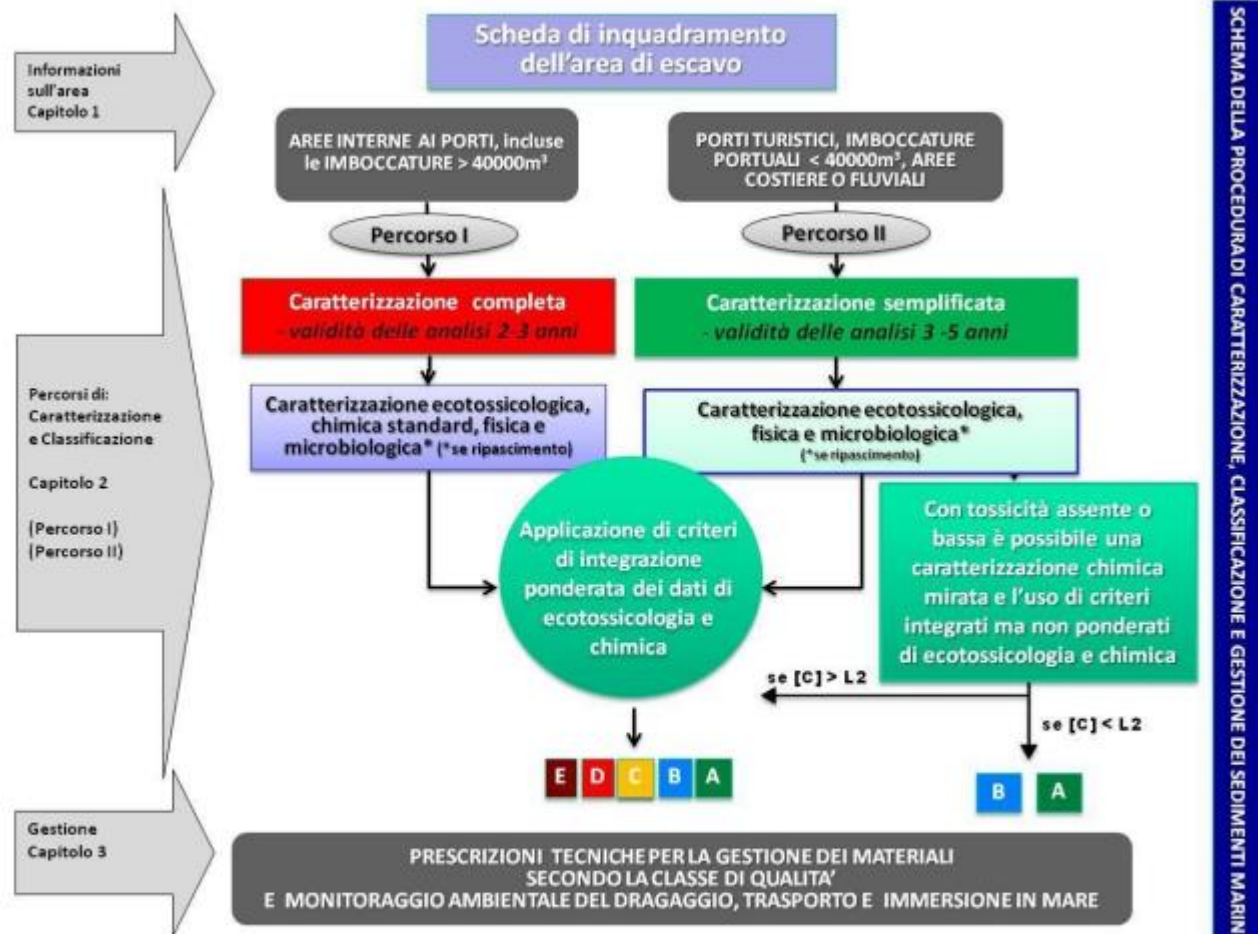 Scheda di inquadramento
dell'area di escavo
Informazioni
sull'area
Capitolo 1
AREE INTERNE AI PORTI, incluse
le IMBOCCATURE > 40000m³
PORTI TURISTICI, IMBOCCATURE
PORTUALI < 40000m³, AREE
COSTIERE O FLUVIALI
Percorso I
Percorso II
Caratterizzazione completa
- validità delle analisi 2-3 anni
Caratterizzazione semplificata
- validità delle analisi 3 -5 anni
Percorsi di:
Caratterizzazione
e Classificazione
Capitolo 2
(Percorso I)
(Percorso II)
Caratterizzazione ecotossicologica,
chimica standard, fisica e
microbiologica* (*se ripascimento)
Caratterizzazione ecotossicologica,
fisica e microbiologica*
(*se ripascimento)
Applicazione di criteri
di integrazione
ponderata dei dati di
ecotossicologia e
chimica
Con tossicità assente o
bassa è possibile una
caratterizzazione chimica
mirata e l'uso di criteri
integrati ma non ponderati
di ecotossicologia e chimica
se [C] > L2
se [C] < L2
E D C B A
B A
Gestione
Capitolo 3
PRESCRIZIONI TECNICHE PER LA GESTIONE DEI MATERIALI
SECONDO LA CLASSE DI QUALITA'
E MONITORAGGIO AMBIENTALE DEL DRAGAGGIO, TRASPORTO E IMMERSIONE IN MARE
SCHEMA DELLA PROCEDURA DI CARATTERIZZAZIONE, CLASSIFICAZIONE E GESTIONE DEI SEDIMENTI MARIN